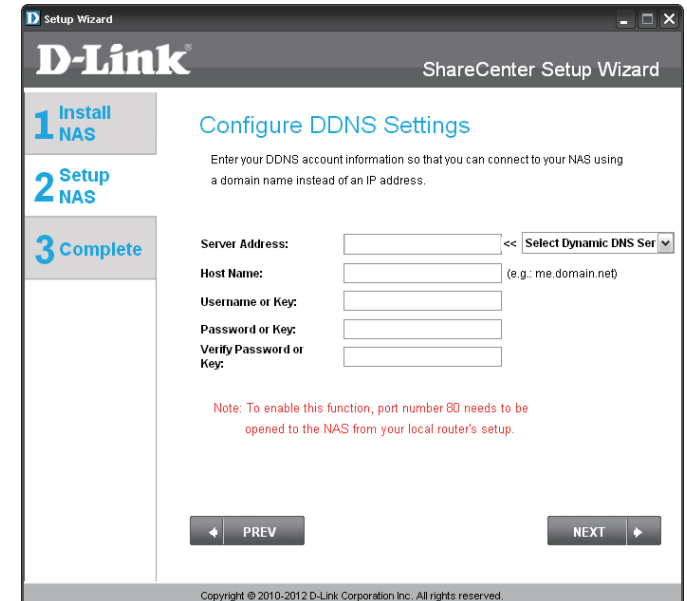 Setup Wizard
D-Link®
ShareCenter Setup Wizard
1 Install NAS
2 Setup NAS
3 Complete
Configure DDNS Settings
Enter your DDNS account information so that you can connect to your NAS using
a domain name instead of an IP address.
Server Address: << Select Dynamic DNS Ser
Host Name: (e.g.: me.domain.net)
Username or Key:
Password or Key:
Verify Password or
Key:
Note: To enable this function, port number 80 needs to be
opened to the NAS from your local router's setup.
PREV
NEXT
Copyright © 2010-2012 D-Link Corporation Inc. All rights reserved.